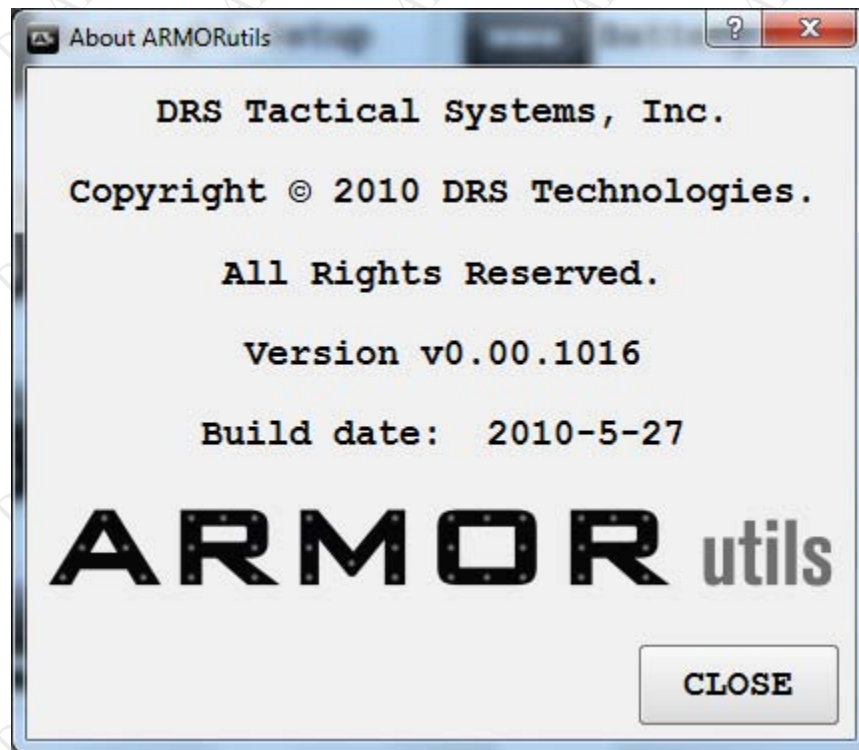 About ARMORutils
DRS Tactical Systems, Inc.
Copyright © 2010 DRS Technologies.
All Rights Reserved.
Version v0.00.1016
Build date: 2010-5-27
ARMOR utils
CLOSE